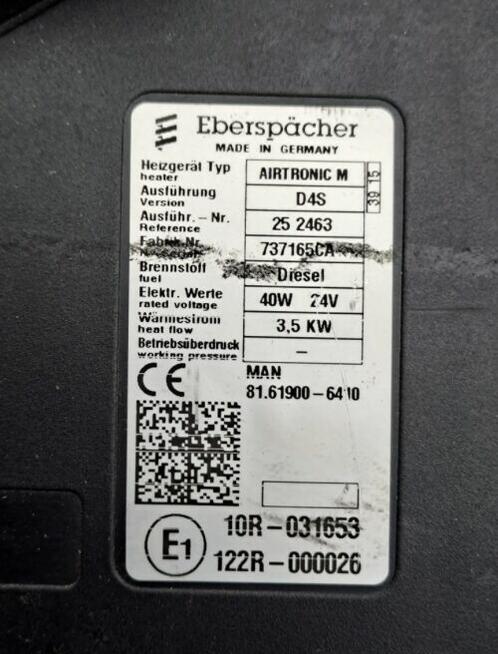 Eberspächer
MADE IN GERMANY
Heizgerät Typ AIRTRONIC M 39 15
heater
Ausführung D4S
Version
Ausführ. - Nr. 25 2463
Reference
Fabrik Nr. 737165CA
Brennstoff Diesel
fuel
Elektr. Werte 40W 24V
rated voltage
Wärmestrom 3,5 KW
heat flow
Betriebsüberdruck –
working pressure
CE MAN
81.61900-6410
E1 10R-031653
122R-000026